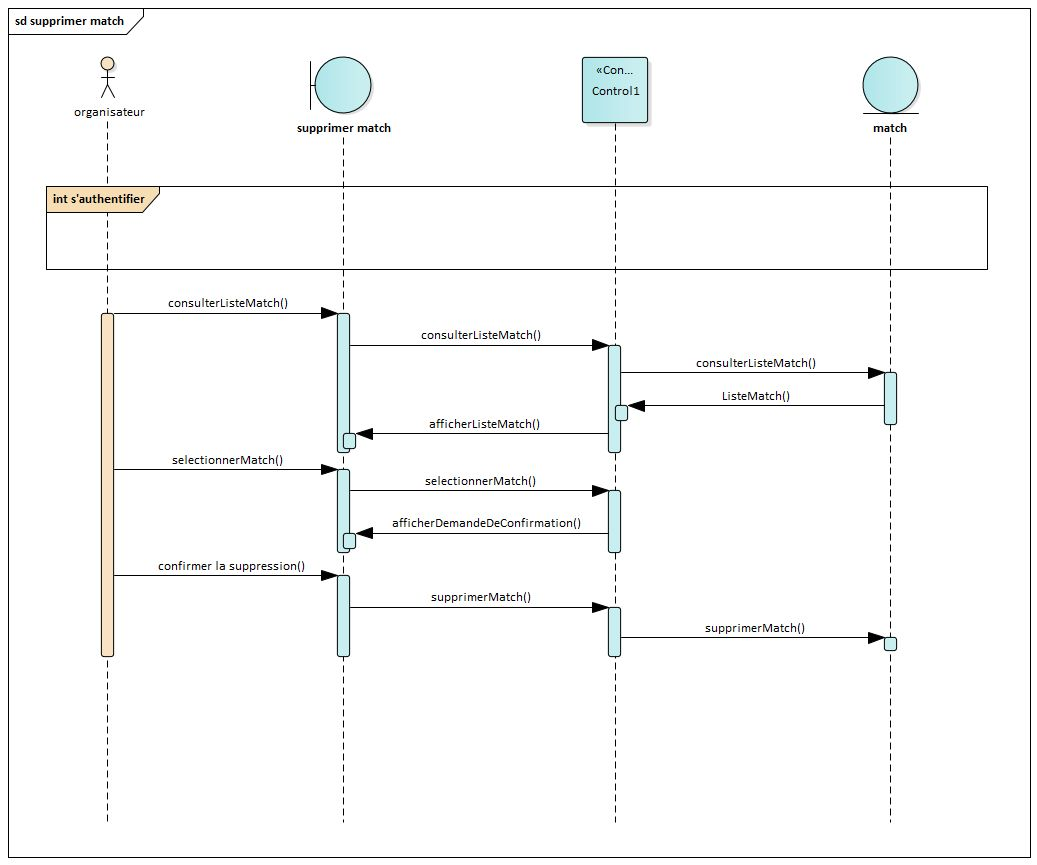 sd supprimer match
organisateur
supprimer match
«Con...
Control1
match
int s'authentifier
consulterListeMatch()
consulterListeMatch()
consulterListeMatch()
ListeMatch()
afficherListeMatch()
selectionnerMatch()
selectionnerMatch()
afficherDemandeDeConfirmation()
confirmer la suppression()
supprimerMatch()
supprimerMatch()